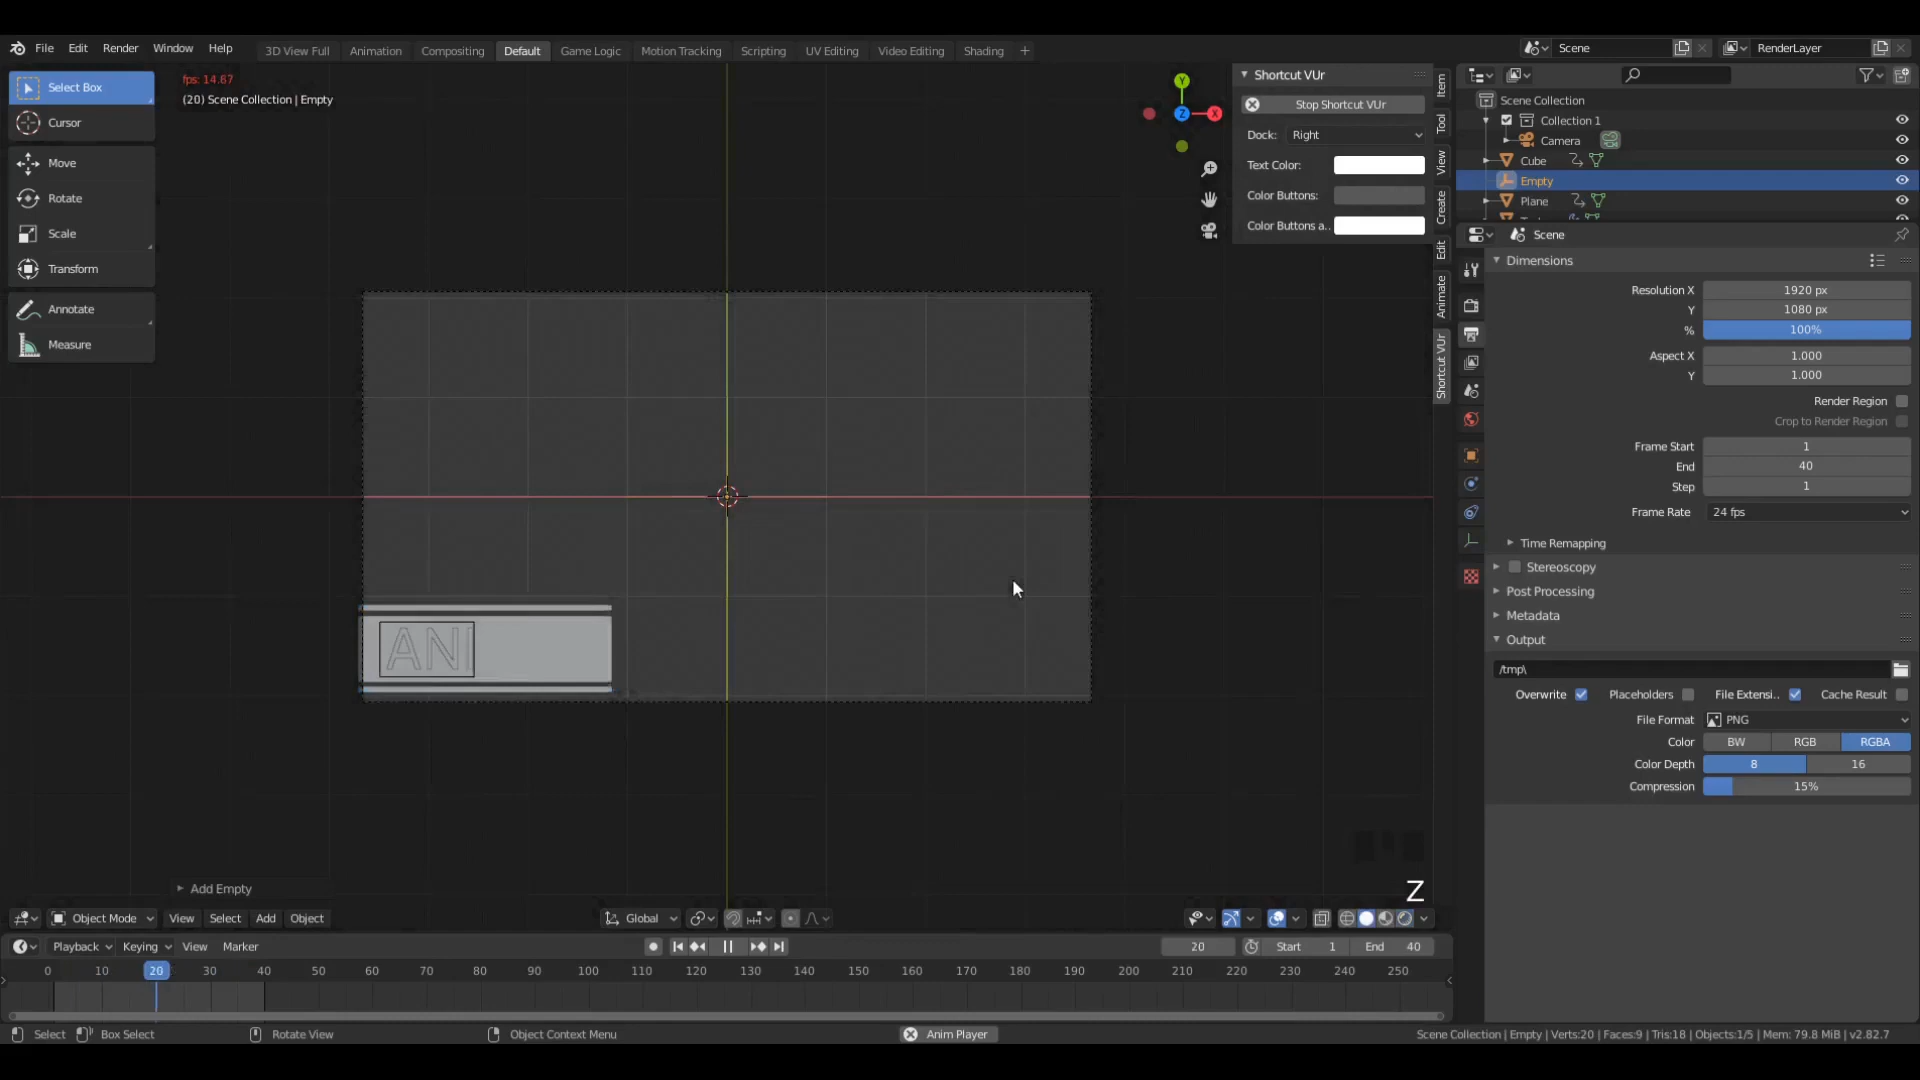 File Edit Render Window Help 3D View Full Animation Compositing Default Game Logic Motion Tracking Scripting UV Editing Video Editing Shading + Scene RenderLayer
Select Box
Cursor
Move
Rotate
Scale
Transform
Annotate
Measure
fps: 14.67
(20) Scene Collection | Empty
Y
Z
X
Shortcut VUr
Stop Shortcut VUr
Dock: Right
Text Color:
Color Buttons:
Color Buttons a..
Item
Tool
View
Create
Edit
Animate
Shortcut VUr
Scene Collection
Collection 1
Camera
Cube
Empty
Plane
Scene
Dimensions
Resolution X 1920 px
Y 1080 px
% 100%
Aspect X 1.000
Y 1.000
Render Region
Crop to Render Region
Frame Start 1
End 40
Step 1
Frame Rate 24 fps
Time Remapping
Stereoscopy
Post Processing
Metadata
Output
/tmp\
Overwrite Placeholders File Extensi.. Cache Result
File Format PNG
Color BW RGB RGBA
Color Depth 8 16
Compression 15%
ANI
Add Empty
Z
Object Mode View Select Add Object Global
Playback Keying View Marker 20 Start 1 End 40
0 10 20 30 40 50 60 70 80 90 100 110 120 130 140 150 160 170 180 190 200 210 220 230 240 250
Select Box Select Rotate View Object Context Menu Anim Player Scene Collection | Empty | Verts:20 | Faces:9 | Tris:18 | Objects:1/5 | Mem: 79.8 MiB | v2.82.7